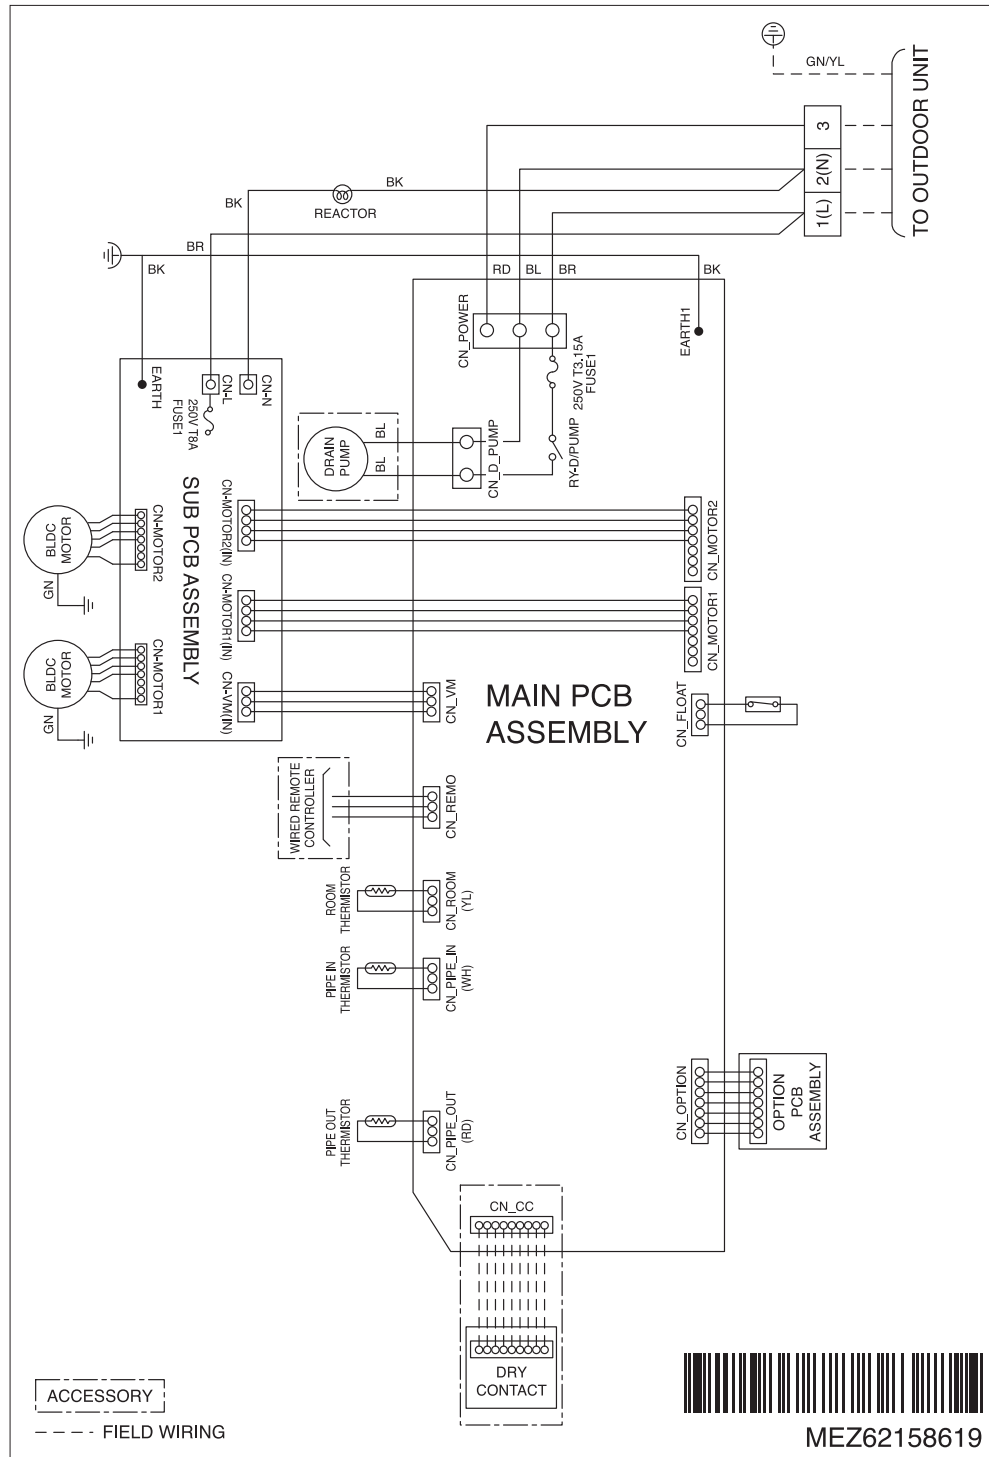 GN/YL
TO OUTDOOR UNIT
3
2(N)
1(L)
BK
BK
REACTOR
BR
BK
RD
BL
BR
BK
CN_POWER
250V T3.15A
FUSE1
EARTH1
EARTH
CN-L
CN-N
250V T8A
FUSE1
DRAIN
PUMP
BL
BL
CN_D_PUMP
RY-D/PUMP
SUB PCB ASSEMBLY
BLDC
MOTOR
GN
CN-MOTOR2
CN-MOTOR2(IN)
CN_MOTOR2
BLDC
MOTOR
GN
CN-MOTOR1
CN-MOTOR1(IN)
CN_MOTOR1
CN-VM(IN)
CN_VM
MAIN PCB
ASSEMBLY
CN_FLOAT
WIRED REMOTE
CONTROLLER
CN_REMO
ROOM
THERMISTOR
CN_ROOM
(YL)
PIPE IN
THERMISTOR
CN_PIPE_IN
(WH)
PIPE OUT
THERMISTOR
CN_PIPE_OUT
(RD)
CN_OPTION
OPTION
PCB
ASSEMBLY
CN_CC
DRY
CONTACT
ACCESSORY
FIELD WIRING
MEZ62158619